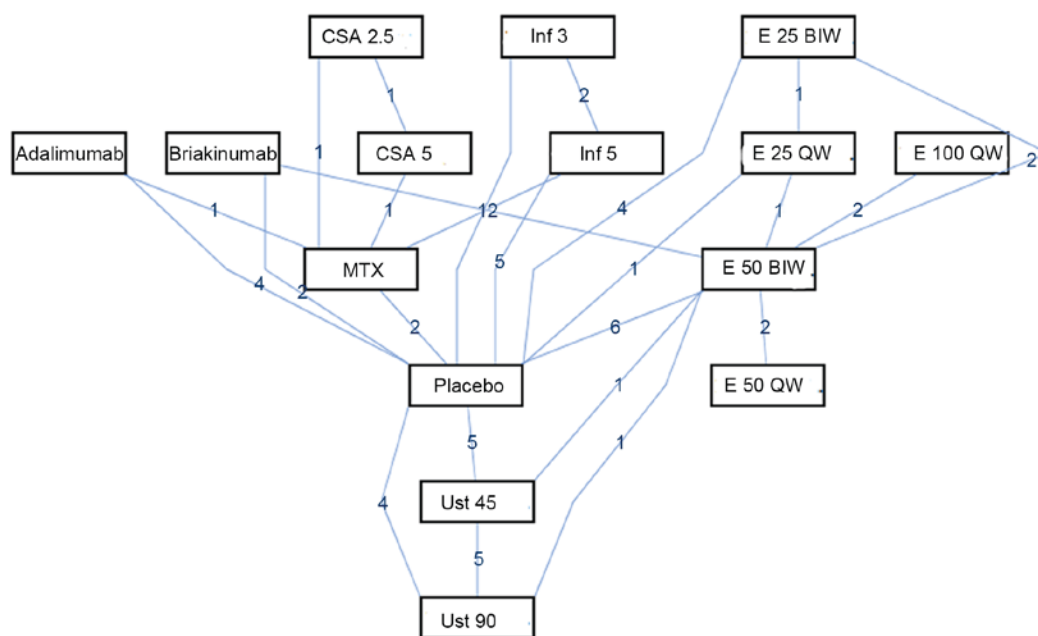 CSA 2.5
Inf 3
E 25 BIW
1
2
1
Adalimumab
Briakinumab
1
CSA 5
Inf 5
E 25 QW
E 100 QW
2
1
1
12
4
1
2
MTX
5
1
E 50 BIW
4
2
2
6
2
Placebo
1
E 50 QW
5
1
4
Ust 45
5
Ust 90